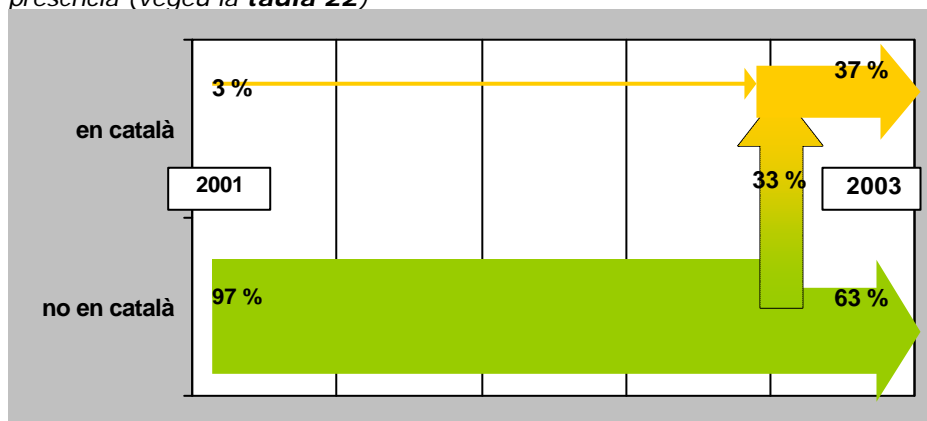 presència (vegeu la taula 22)
3 %
37 %
en català
2001
33 %
2003
97 %
no en català
63 %